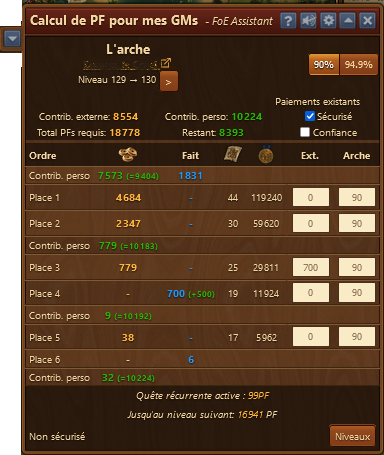 Calcul de PF pour mes GMs - FoE Assistant
L'arche
Niveau 129 → 130 >
90% 94.9%
Paiements existants
Contrib. externe: 8554 Contrib. perso: 10224 Sécurisé
Total PFs requis: 18778 Restant: 8393 Confiance
Ordre Fait Ext. Arche
Contrib. perso 7573 (=9404) 1831
Place 1 4684 - 44 119240 0 90
Place 2 2347 - 30 59620 0 90
Contrib. perso 779 (=10183)
Place 3 779 - 25 29811 700 90
Place 4 - 700 (+500) 19 11924 0 90
Contrib. perso 9 (=10192)
Place 5 38 - 17 5962 0 90
Place 6 - 6
Contrib. perso 32 (=10224)
Quête récurrente active : 99PF
Jusqu'au niveau suivant: 16941 PF
Non sécurisé Niveaux